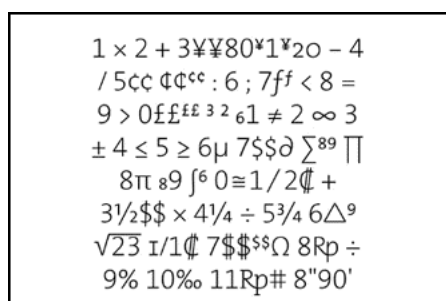 1 × 2 + 3¥¥80¥1¥20 – 4
/ 5¢¢ ₵₵¢¢ : 6 ; 7ƒƒ < 8 =
9 > 0££££ ³ ² ₆1 ≠ 2 ∞ 3
± 4 ≤ 5 ≥ 6µ 7$$∂ ∑⁸⁹ ∏
8π ₈9 ∫⁶ 0≅1/2₵ +
3½$$ × 4¼ ÷ 5¾ 6△⁹
√23 ɪ/1₵ 7$$$$Ω 8Rp ÷
9% 10‰ 11Rp# 8"90'